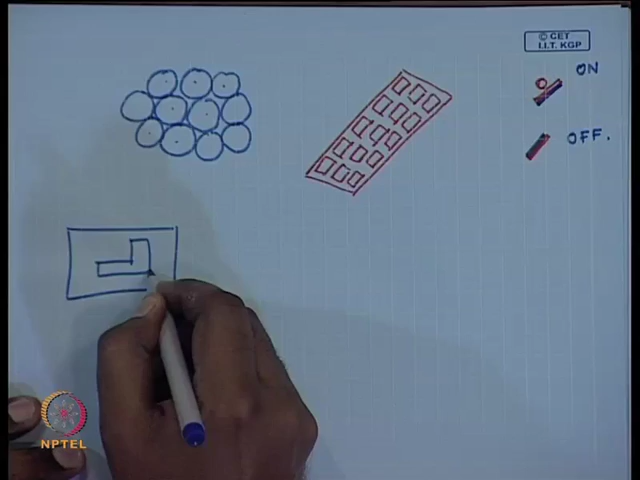 © CET
I.I.T. KGP
ON
OFF.
NPTEL